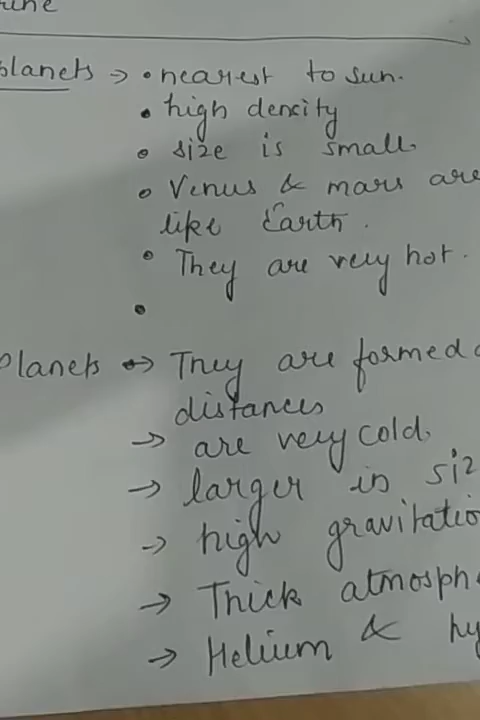 planets → • nearest to sun.
• high dencity
• size is small.
• Venus & mars are
like Earth.
• They are very hot.
•
Planets → They are formed
distances
→ are very cold.
→ larger in
→ high
→ Thick
→ Helium &